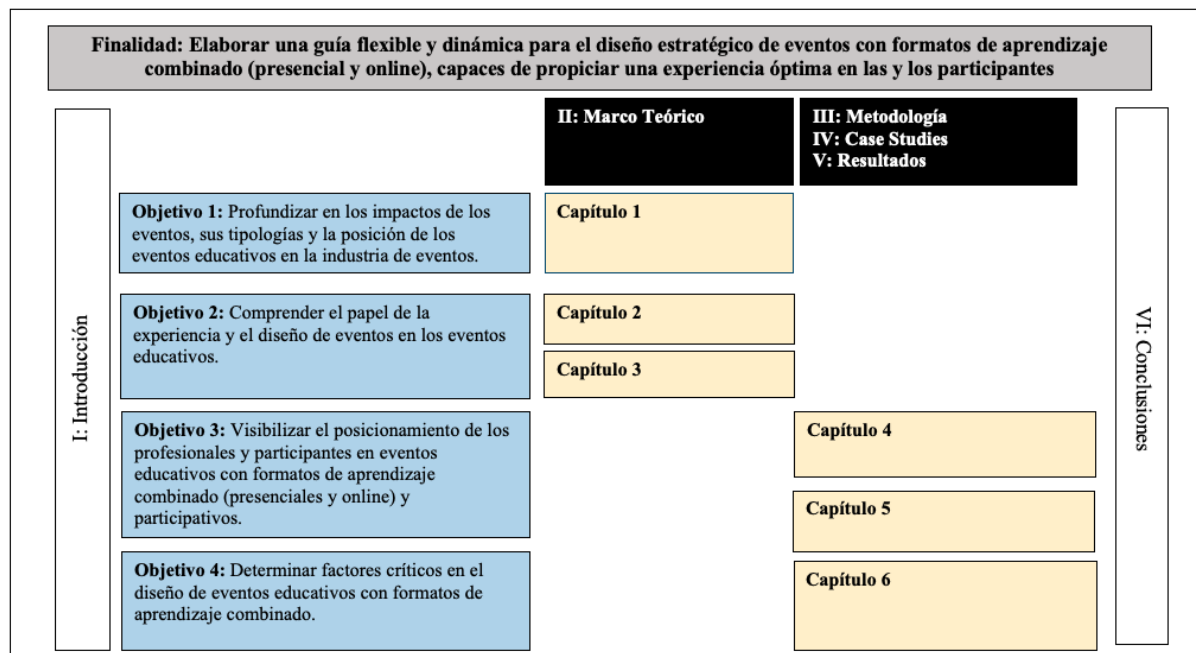 Finalidad: Elaborar una guía flexible y dinámica para el diseño estratégico de eventos con formatos de aprendizaje
combinado (presencial y online), capaces de propiciar una experiencia óptima en las y los participantes
I: Introducción
II: Marco Teórico
III: Metodología
IV: Case Studies
V: Resultados
Objetivo 1: Profundizar en los impactos de los
eventos, sus tipologías y la posición de los
eventos educativos en la industria de eventos.
Capítulo 1
Objetivo 2: Comprender el papel de la
experiencia y el diseño de eventos en los eventos
educativos.
Capítulo 2
Capítulo 3
Objetivo 3: Visibilizar el posicionamiento de los
profesionales y participantes en eventos
educativos con formatos de aprendizaje
combinado (presenciales y online) y
participativos.
Capítulo 4
Capítulo 5
Objetivo 4: Determinar factores críticos en el
diseño de eventos educativos con formatos de
aprendizaje combinado.
Capítulo 6
VI: Conclusiones